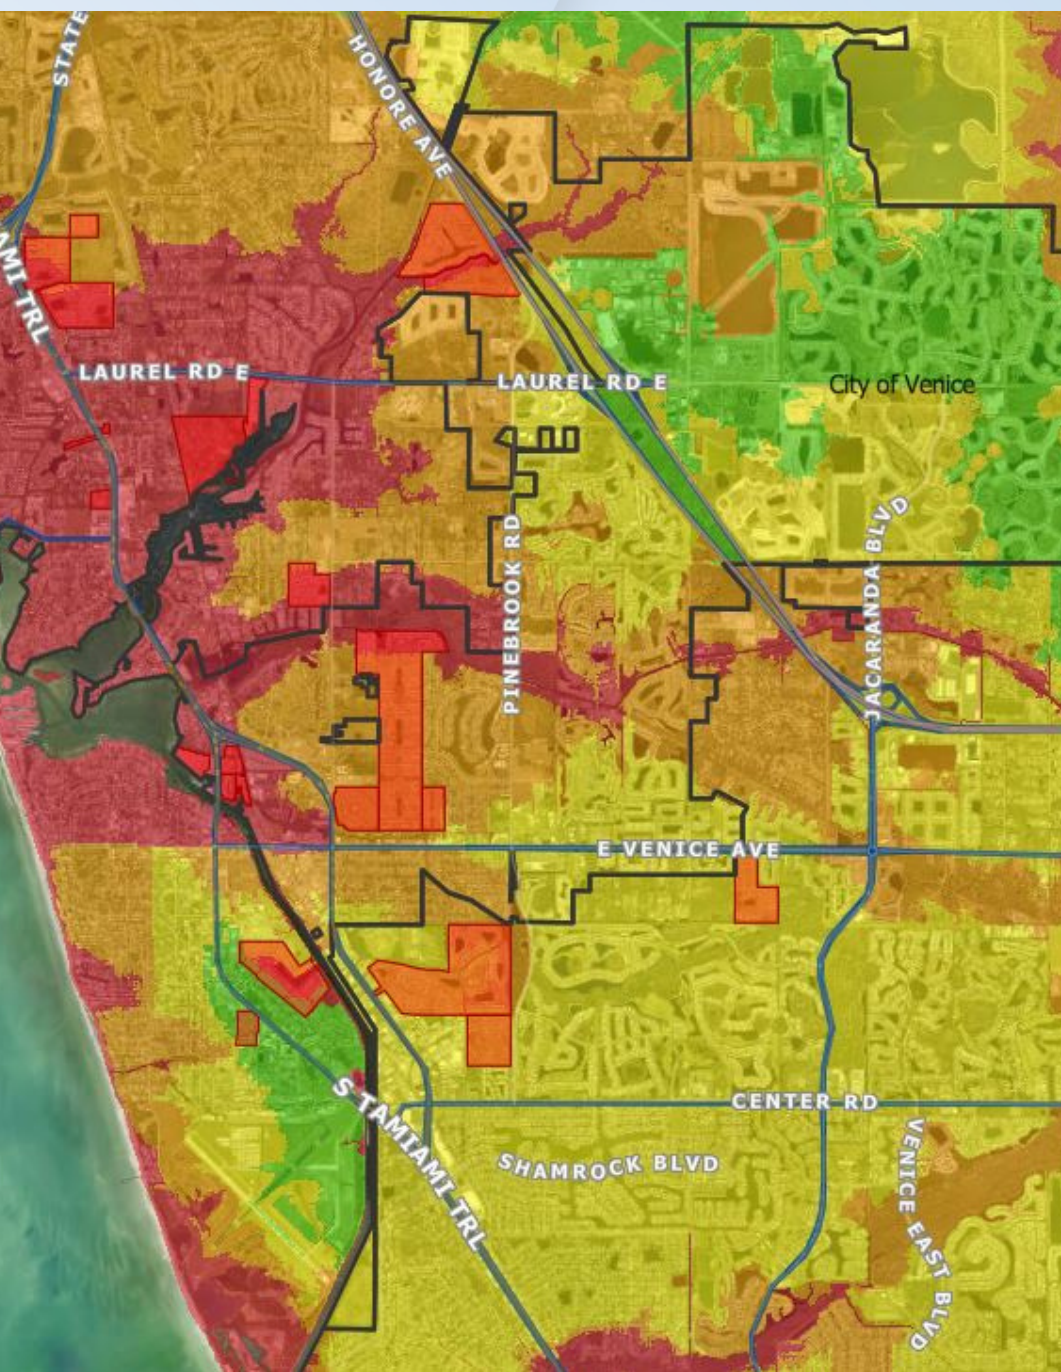 STATE
HONORE AVE
AMI TRL
LAUREL RD E
LAUREL RD E
City of Venice
JACARANDA BLVD
PINEBROOK RD
E VENICE AVE
S TAMIAMI TRL
CENTER RD
SHAMROCK BLVD
VENICE EAST BLVD